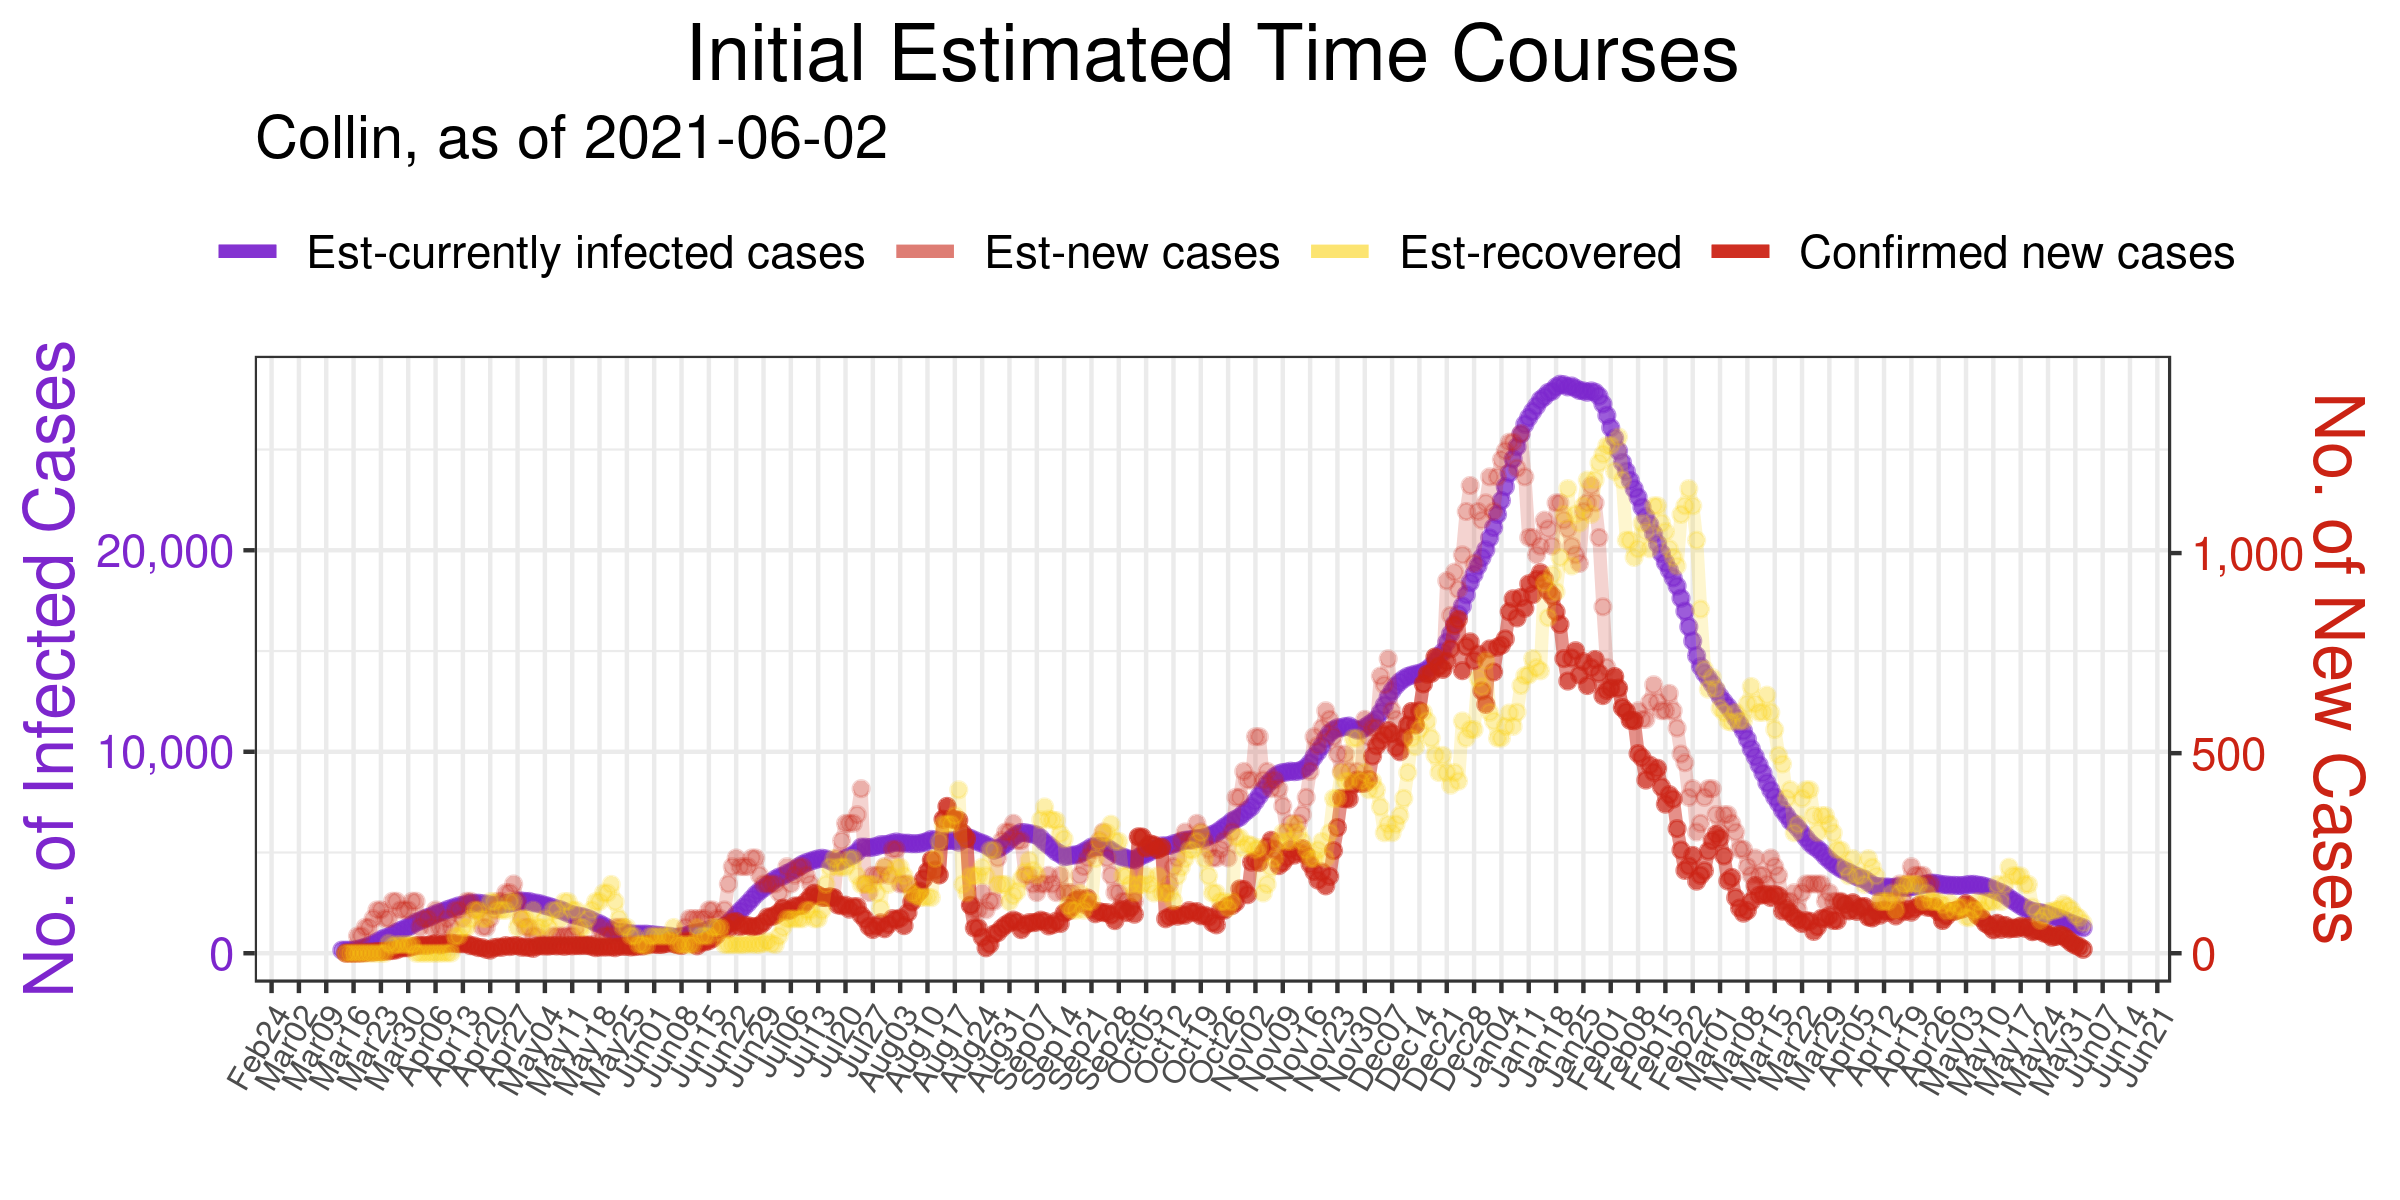 Initial Estimated Time Courses
Collin, as of 2021-06-02
Est-currently infected cases
Est-new cases
Est-recovered
Confirmed new cases
No. of Infected Cases
20,000
10,000
0
1,000
500
0
No. of New Cases
Feb24
Mar02
Mar09
Mar16
Mar23
Mar30
Apr06
Apr13
Apr20
Apr27
May04
May11
May18
May25
Jun01
Jun08
Jun15
Jun22
Jun29
Jul06
Jul13
Jul20
Jul27
Aug03
Aug10
Aug17
Aug24
Aug31
Sep07
Sep14
Sep21
Sep28
Oct05
Oct12
Oct19
Oct26
Nov02
Nov09
Nov16
Nov23
Nov30
Dec07
Dec14
Dec21
Dec28
Jan04
Jan11
Jan18
Jan25
Feb01
Feb08
Feb15
Feb22
Mar01
Mar08
Mar15
Mar22
Mar29
Apr05
Apr12
Apr19
Apr26
May03
May10
May17
May24
May31
Jun07
Jun14
Jun21